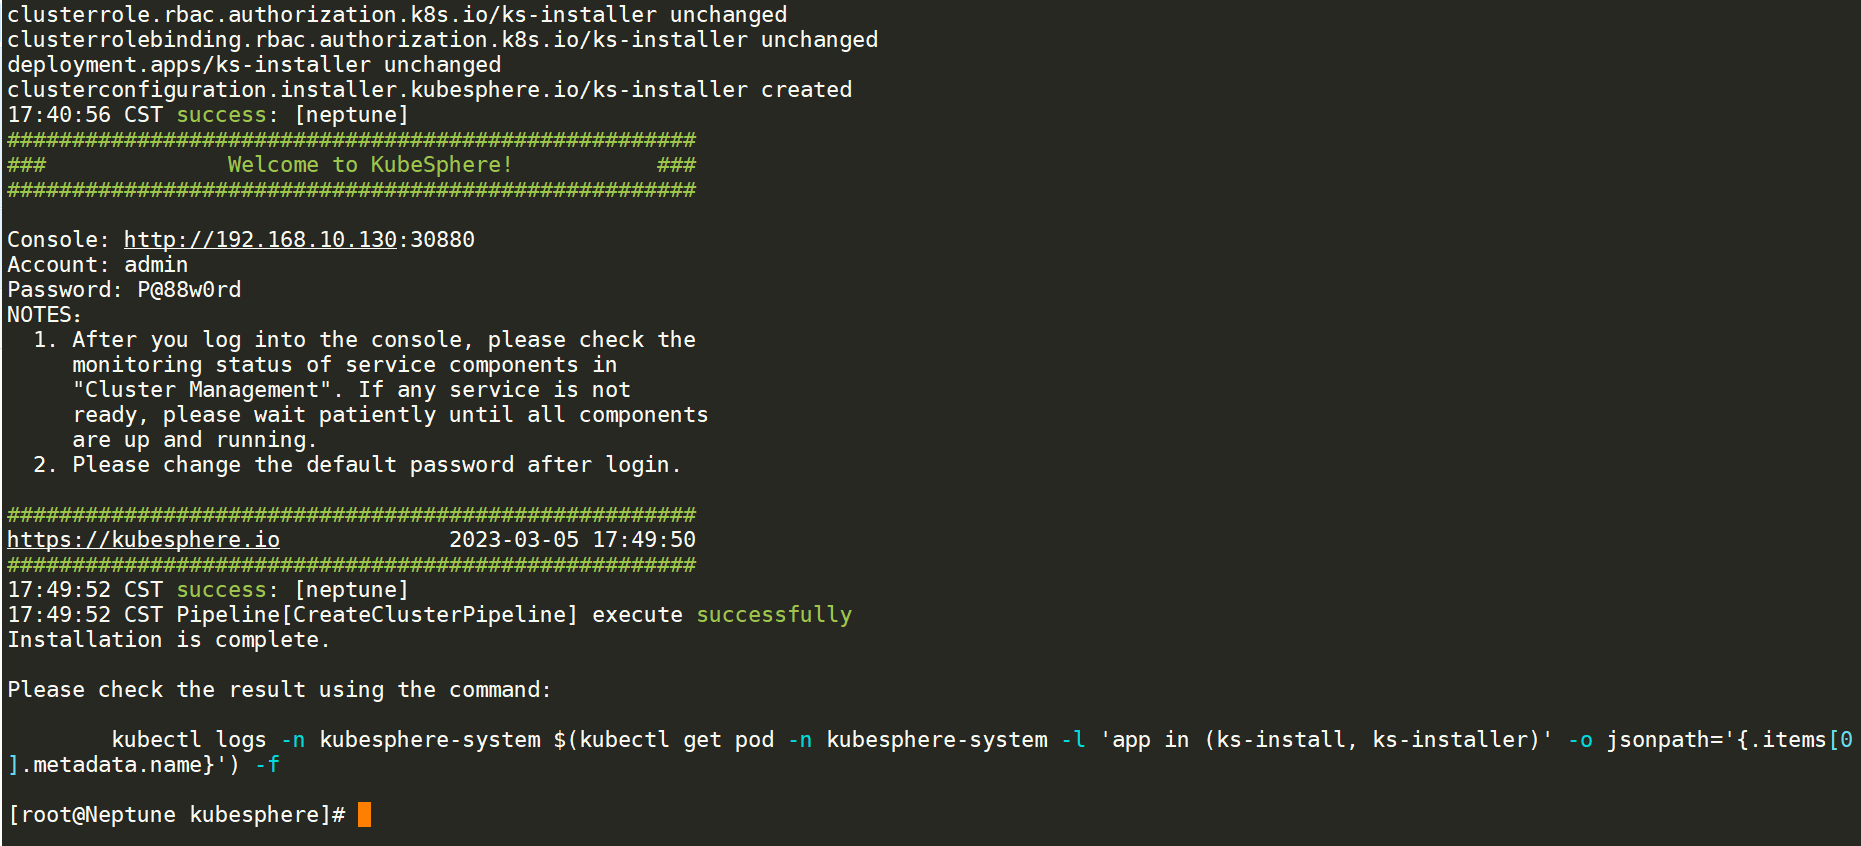 clusterrole.rbac.authorization.k8s.io/ks-installer unchanged
clusterrolebinding.rbac.authorization.k8s.io/ks-installer unchanged
deployment.apps/ks-installer unchanged
clusterconfiguration.installer.kubesphere.io/ks-installer created
17:40:56 CST success: [neptune]
#####################################################
###              Welcome to KubeSphere!           ###
#####################################################

Console: http://192.168.10.130:30880
Account: admin
Password: P@88w0rd
NOTES：
  1. After you log into the console, please check the
     monitoring status of service components in
     "Cluster Management". If any service is not
     ready, please wait patiently until all components
     are up and running.
  2. Please change the default password after login.

#####################################################
https://kubesphere.io             2023-03-05 17:49:50
#####################################################
17:49:52 CST success: [neptune]
17:49:52 CST Pipeline[CreateClusterPipeline] execute successfully
Installation is complete.

Please check the result using the command:

        kubectl logs -n kubesphere-system $(kubectl get pod -n kubesphere-system -l 'app in (ks-install, ks-installer)' -o jsonpath='{.items[0
].metadata.name}') -f

[root@Neptune kubesphere]#